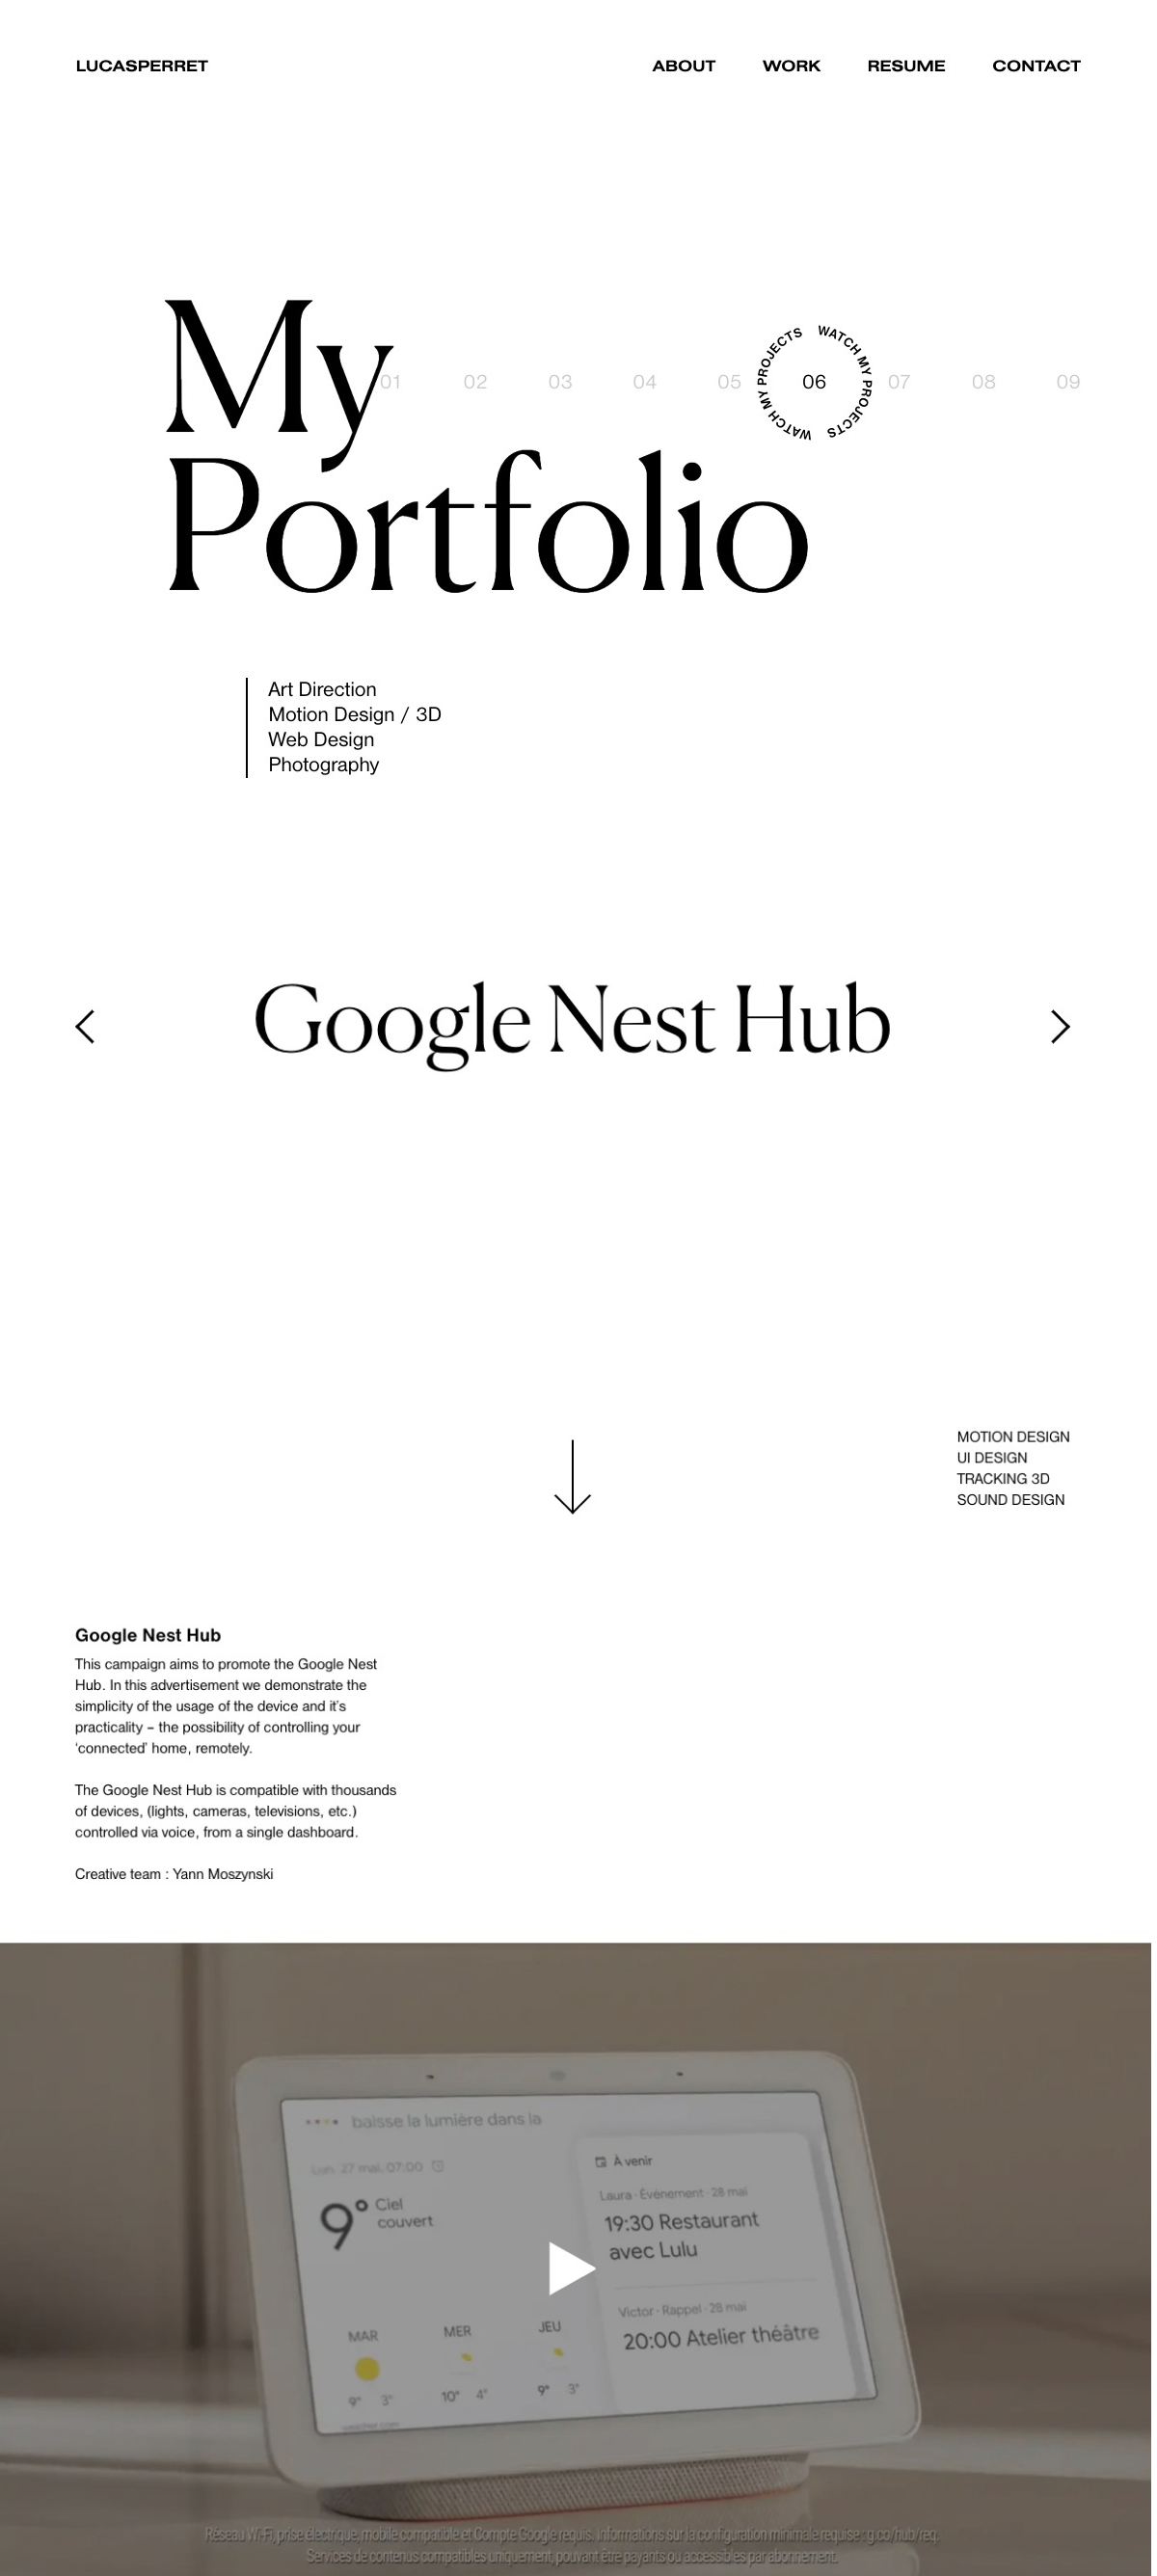 LUCASPERRET
ABOUT WORK RESUME CONTACT
My
01 02 03 04 05 06 07 08 09
WATCH MY PROJECTS WATCH MY PROJECTS
Portfolio
Art Direction
Motion Design / 3D
Web Design
Photography
Google Nest Hub
MOTION DESIGN
UI DESIGN
TRACKING 3D
SOUND DESIGN
Google Nest Hub
This campaign aims to promote the Google Nest
Hub. In this advertisement we demonstrate the
simplicity of the usage of the device and it's
practicality – the possibility of controlling your
‘connected’ home, remotely.
The Google Nest Hub is compatible with thousands
of devices, (lights, cameras, televisions, etc.)
controlled via voice, from a single dashboard.
Creative team : Yann Moszynski
baisse la lumière dans la
Lun. 27 mai, 07:00
9° Ciel
couvert
À venir
Laura · Événement · 28 mai
19:30 Restaurant
avec Lulu
Victor · Rappel · 28 mai
20:00 Atelier théâtre
MAR MER JEU
9° 3° 10° 4° 9° 3°
weather.com
Réseau Wi-Fi, prise électrique, mobile compatible et Compte Google requis. Informations sur la configuration minimale requise : g.co/hub/req.
Services de contenus compatibles uniquement, pouvant être payants ou accessibles par abonnement.